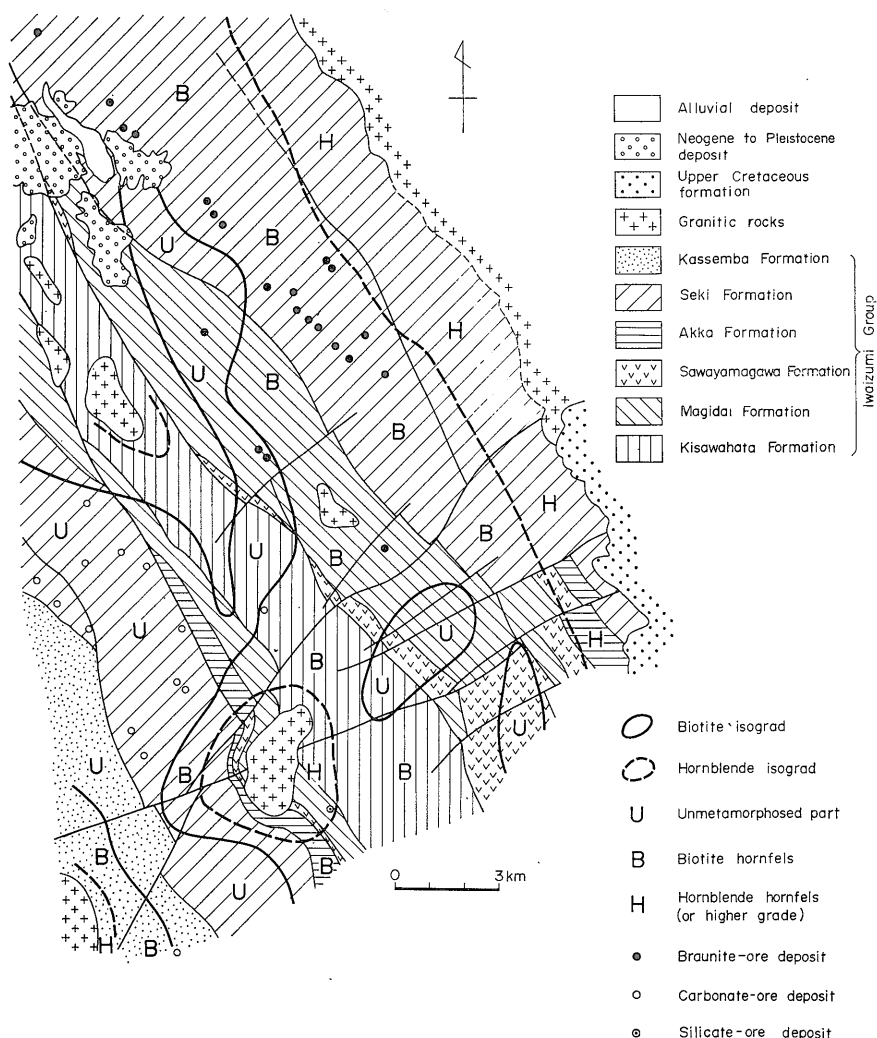 B
H
U
B
H
U
B
B
H
U
B
U
B
U
U
B
H
U
U
U
B
H
B
B
U
B
H
B
U
0 3 km
Alluvial deposit
Neogene to Pleistocene
deposit
Upper Cretaceous
formation
Granitic rocks
Kassemba Formation
Seki Formation
Akka Formation
Sawayamagawa Formation
Magidai Formation
Kisawahata Formation
Iwaizumi Group
Biotite isograd
Hornblende isograd
U Unmetamorphosed part
B Biotite hornfels
H Hornblende hornfels
(or higher grade)
Braunite-ore deposit
Carbonate-ore deposit
Silicate-ore deposit